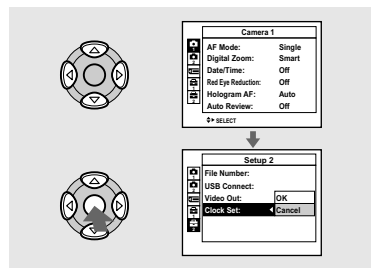 Camera 1
AF Mode: Single
Digital Zoom: Smart
Date/Time: Off
Red Eye Reduction: Off
Hologram AF: Auto
Auto Review: Off
SELECT
Setup 2
File Number:
USB Connect:
Video Out: OK
Clock Set: Cancel